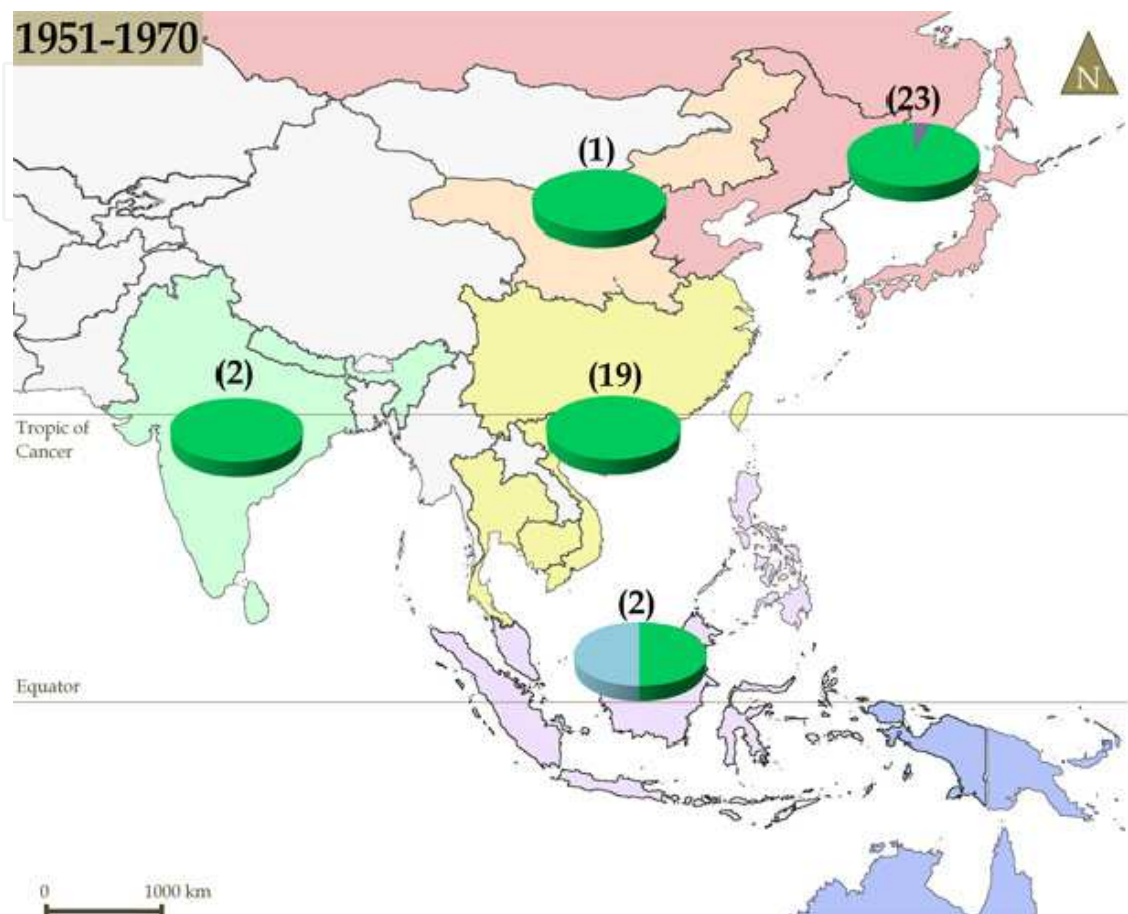 1951-1970
N
(23)
(1)
(2)
(19)
Tropic of
Cancer
(2)
Equator
0 1000 km